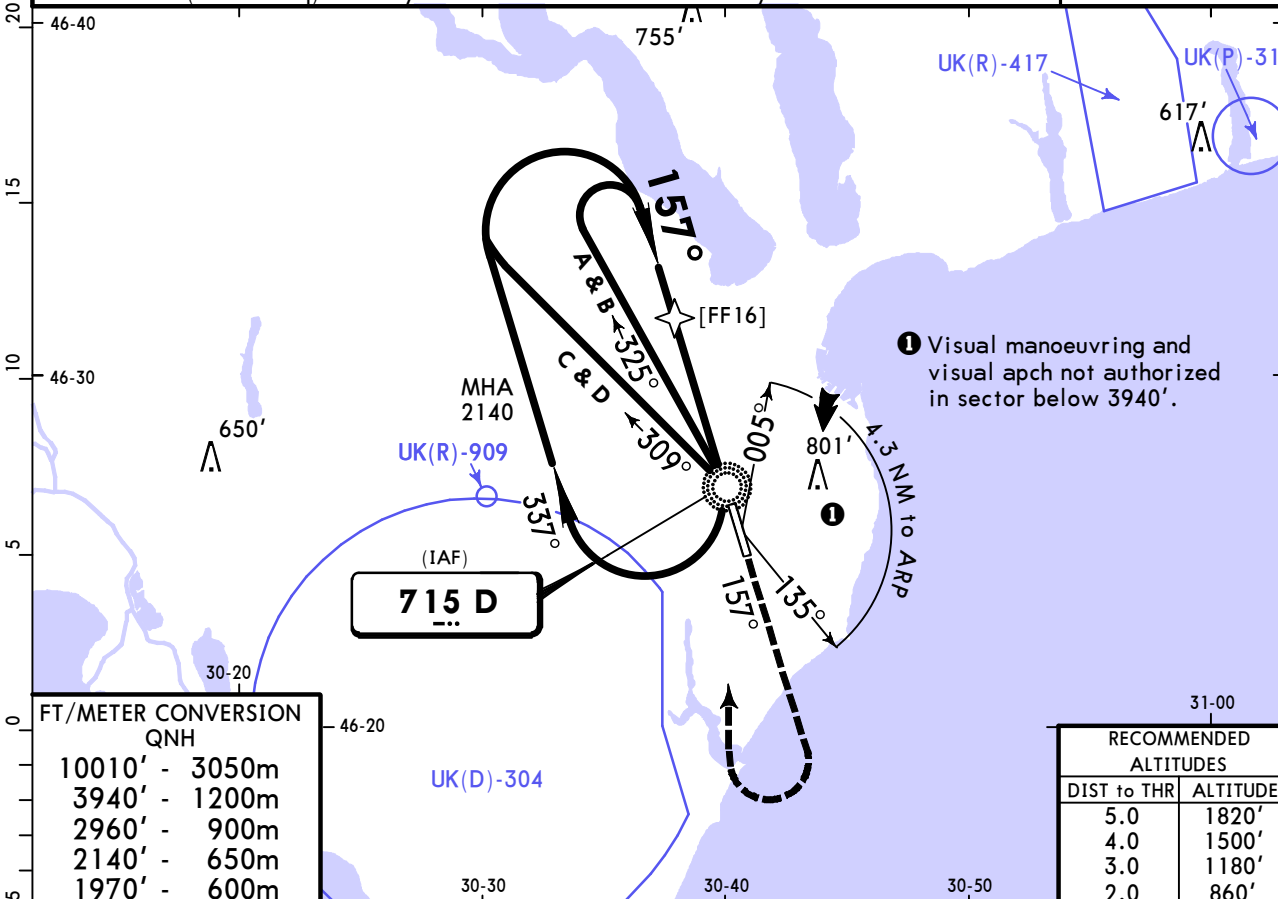 20
46-40
755'
UK(R)-417
UK(P)-31
617'
15
157°
A & B
325°
[FF16]
❶ Visual manoeuvring and
visual apch not authorized
in sector below 3940'.
10
46-30
C & D
309°
MHA
2140
005°
4.3 NM to ARP
801'
❶
650'
UK(R)-909
337°
5
(IAF)
715 D
157°
135°
30-20
0
46-20
31-00
FT/METER CONVERSION
QNH
10010' - 3050m
3940' - 1200m
2960' - 900m
2140' - 650m
1970' - 600m
UK(D)-304
RECOMMENDED
ALTITUDES
DIST to THR ALTITUDE
5.0 1820'
4.0 1500'
3.0 1180'
2.0 860'
5
30-30
30-40
30-50